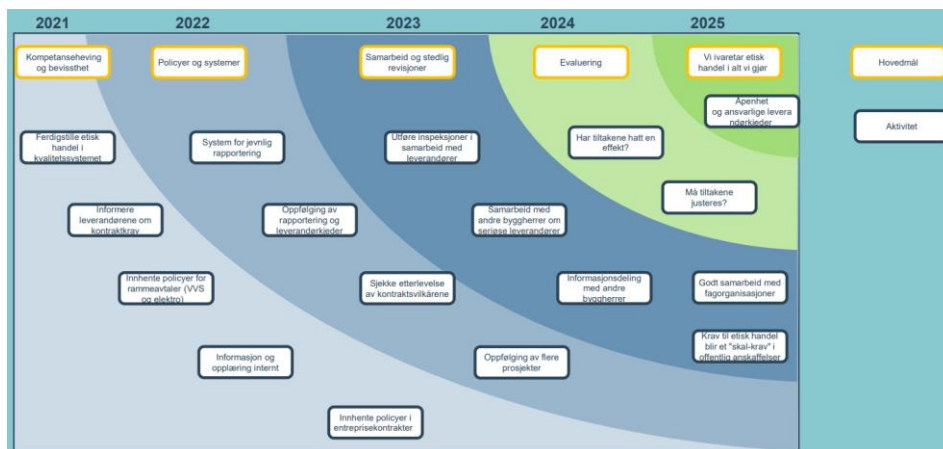 2021
2022
2023
2024
2025
Kompetanseheving
og bevissthet
Policyer og systemer
Samarbeid og stedlig
revisjoner
Evaluering
Vi ivaretar etisk
handel i alt vi gjør
Hovedmål
Åpenhet
og ansvarlige levera
ndørkjeder
Aktivitet
Ferdigstille etisk
handel i
kvalitetssystemet
System for jevnlig
rapportering
Utføre inspeksjoner i
samarbeid med
leverandører
Har tiltakene hatt en
effekt?
Må tiltakene
justeres?
Informere
leverandørene om
kontraktkrav
Oppfølging av
rapportering og
leverandørkjeder
Samarbeid med
andre byggherrer om
seriøse leverandører
Innhente policyer for
rammeavtaler (VVS
og elektro)
Sjekke etterlevelse
av kontraktsvilkårene
Informasjonsdeling
med andre
byggherrer
Godt samarbeid med
fagorganisasjoner
Informasjon og
opplæring internt
Oppfølging av flere
prosjekter
Krav til etisk handel
blir et "skal-krav" i
offentlig anskaffelser
Innhente policyer i
entreprisekontrakter